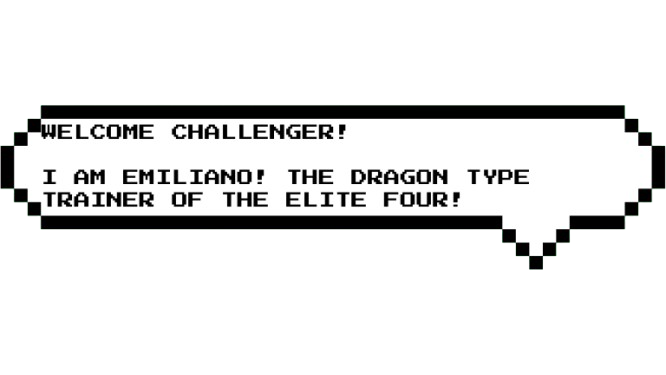 WELCOME CHALLENGER!
I AM EMILIANO! THE DRAGON TYPE
TRAINER OF THE ELITE FOUR!